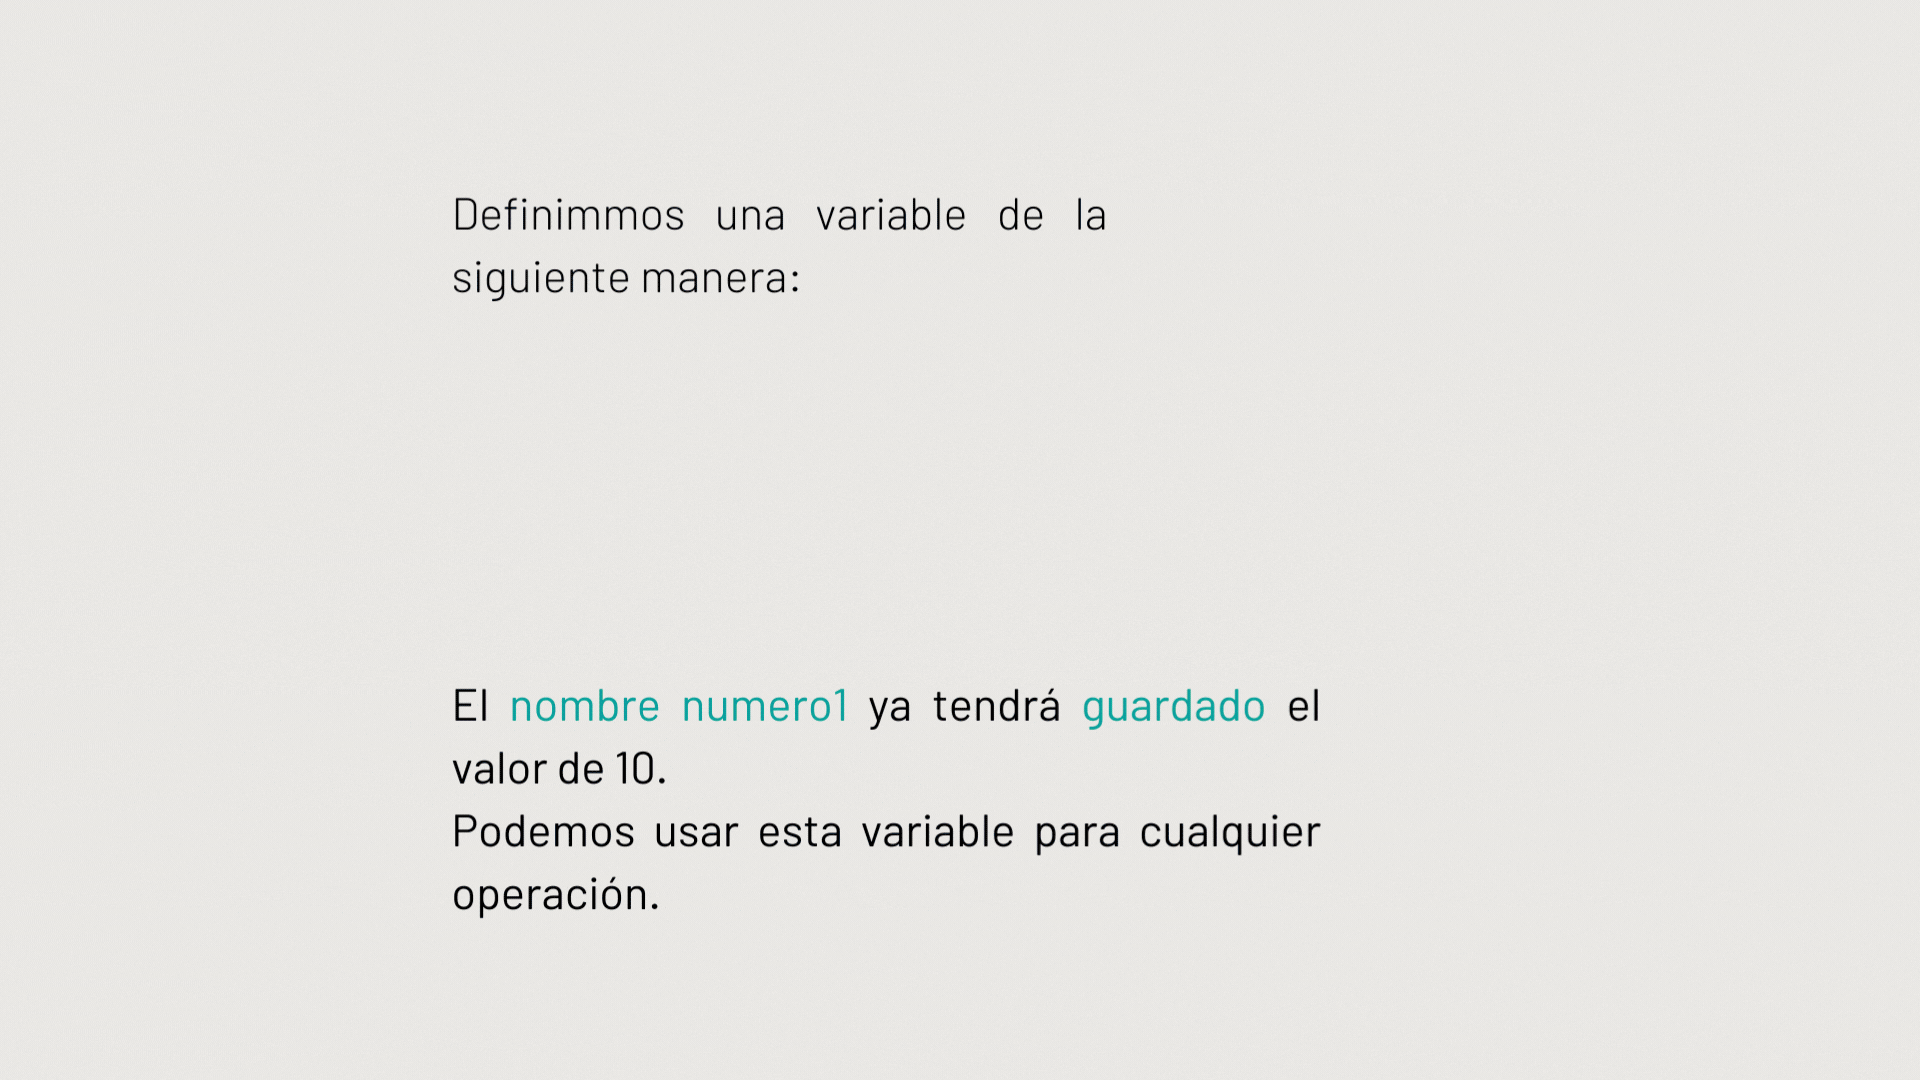 Definimmos una variable de la
siguiente manera:
El nombre numero1 ya tendrá guardado el
valor de 10.
Podemos usar esta variable para cualquier
operación.